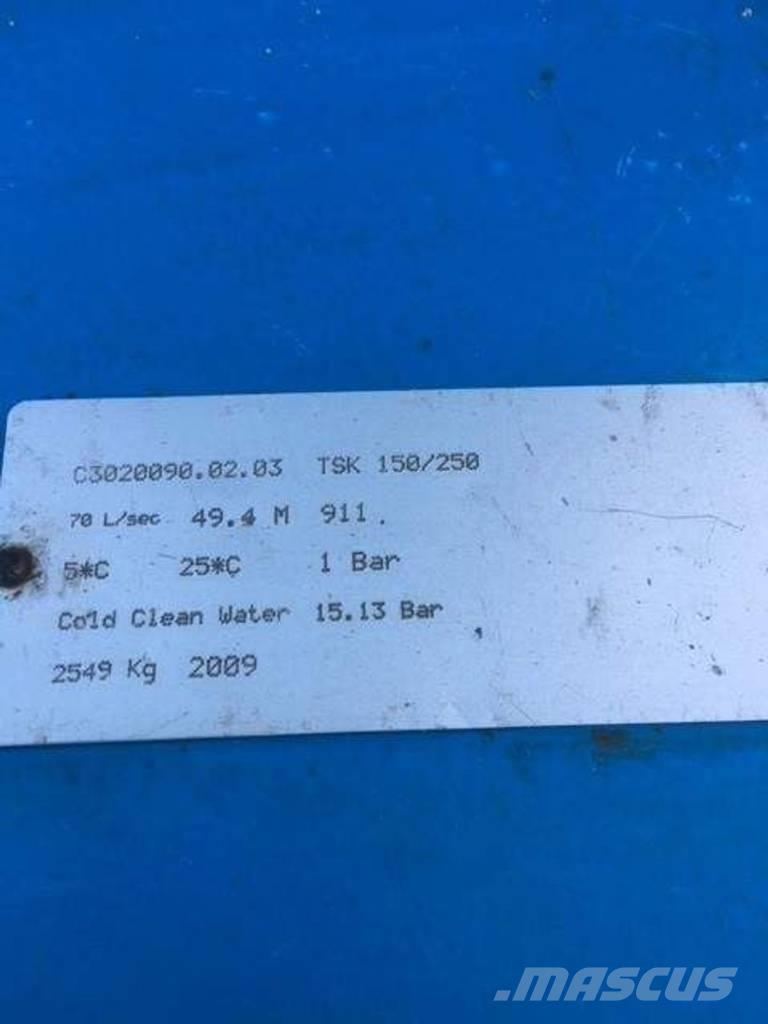 C3020090.02.03 TSK 150/250
70 L/sec 49.4 M 911.
5*C 25*C 1 Bar
Cold Clean Water 15.13 Bar
2549 Kg 2009
.MASCUS